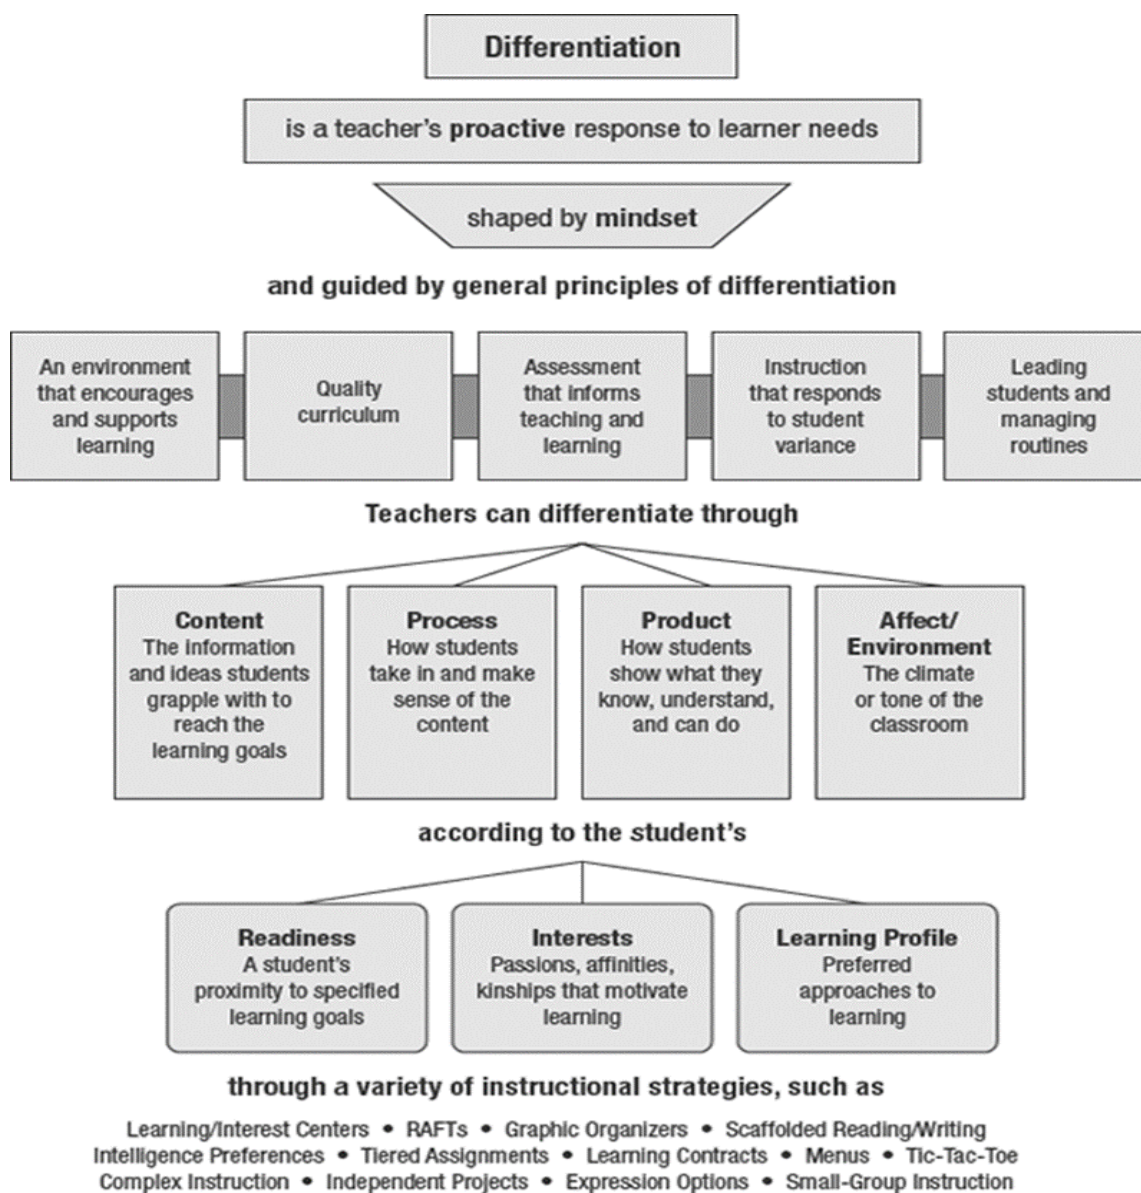 Differentiation
is a teacher's proactive response to learner needs
shaped by mindset
and guided by general principles of differentiation
An environment
that encourages
and supports
learning
Quality
curriculum
Assessment
that informs
teaching and
learning
Instruction
that responds
to student
variance
Leading
students and
managing
routines
Teachers can differentiate through
Content
The information
and ideas students
grapple with to
reach the
learning goals
Process
How students
take in and make
sense of the
content
Product
How students
show what they
know, understand,
and can do
Affect/
Environment
The climate
or tone of the
classroom
according to the student's
Readiness
A student's
proximity to specified
learning goals
Interests
Passions, affinities,
kinships that motivate
learning
Learning Profile
Preferred
approaches to
learning
through a variety of instructional strategies, such as
Learning/Interest Centers • RAFTs • Graphic Organizers • Scaffolded Reading/Writing
Intelligence Preferences • Tiered Assignments • Learning Contracts • Menus • Tic-Tac-Toe
Complex Instruction • Independent Projects • Expression Options • Small-Group Instruction